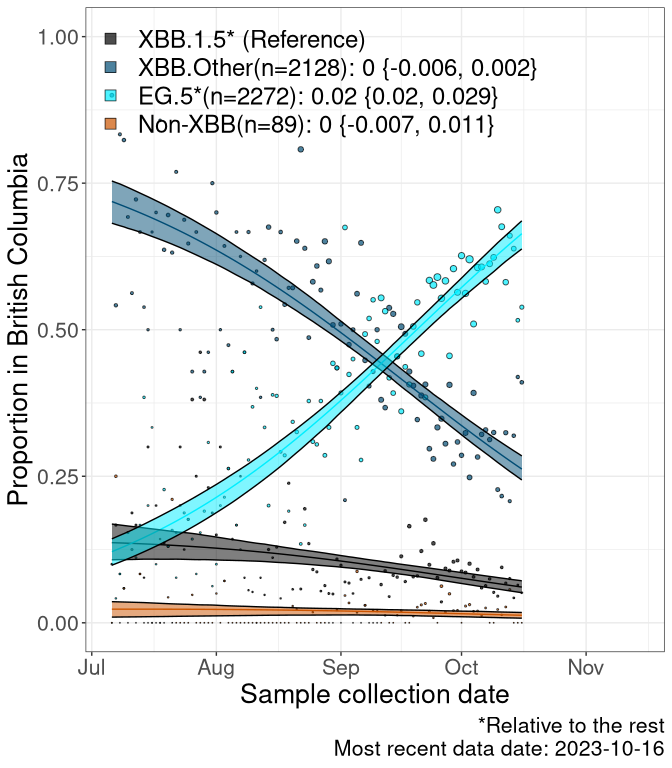 1.00
XBB.1.5* (Reference)
XBB.Other(n=2128): 0 {-0.006, 0.002}
EG.5*(n=2272): 0.02 {0.02, 0.029}
Non-XBB(n=89): 0 {-0.007, 0.011}
0.75
Proportion in British Columbia
0.50
0.25
0.00
Jul Aug Sep Oct Nov
Sample collection date
*Relative to the rest
Most recent data date: 2023-10-16